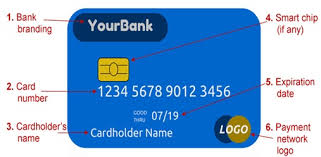 1. Bank
branding
YourBank
4. Smart chip
(if any)
2. Card
number
1234 5678 9012 3456
5. Expiration
date
GOOD
THRU
07/19
3. Cardholder's
name
Cardholder Name
LOGO
6. Payment
network
logo